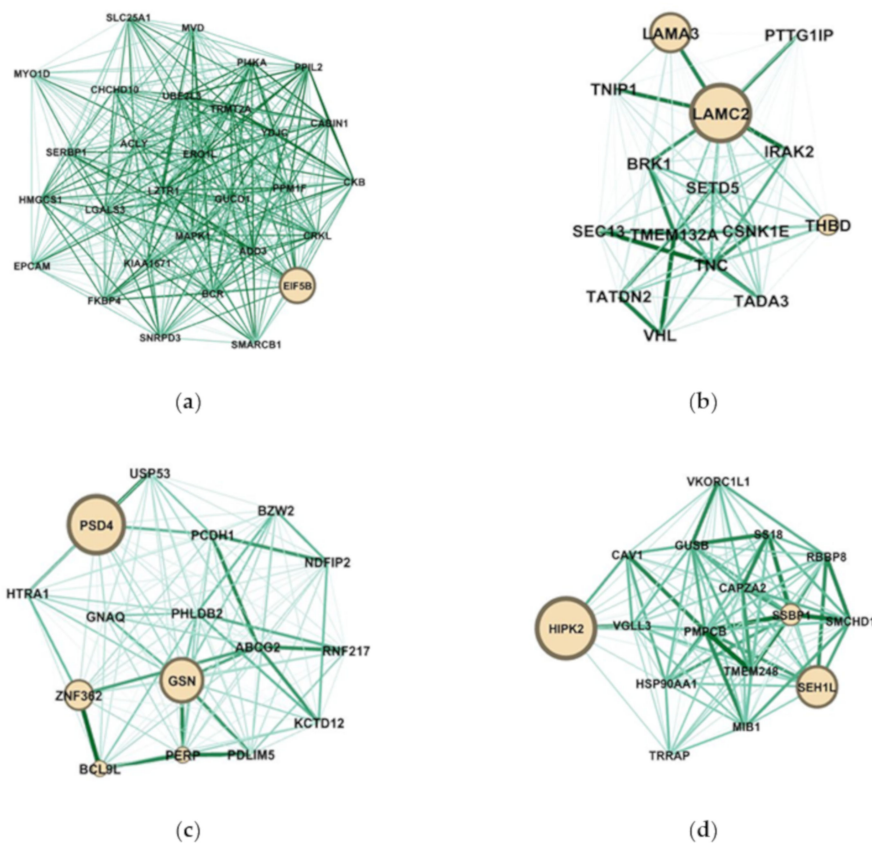 SLC25A1
MVD
PI4KA
PPIL2
MYO1D
CHCHD10
UBE2L3
TRMT2A
CABIN1
YDJC
ACLY
SERBP1
ERO1L
LZTR1
PPM1F
CKB
HMGCS1
GUCD1
LGALS3
MAPK1
CRKL
ADD3
EPCAM
KIAA1671
EIF5B
FKBP4
BCR
SNRPD3
SMARCB1
(a)
LAMA3
PTTG1IP
TNIP1
LAMC2
IRAK2
BRK1
SETD5
THBD
SEC13
TMEM132A
CSNK1E
TNC
TATDN2
TADA3
VHL
(b)
USP53
BZW2
PSD4
PCDH1
NDFIP2
HTRA1
GNAQ
PHLDB2
ABCG2
RNF217
GSN
ZNF362
KCTD12
PERP
PDLIM5
BCL9L
(c)
VKORC1L1
SS18
GUSB
CAV1
RBBP8
CAPZA2
SSBP1
SMCHD1
HIPK2
VGLL3
PMPCB
TMEM248
HSP90AA1
SEH1L
MIB1
TRRAP
(d)